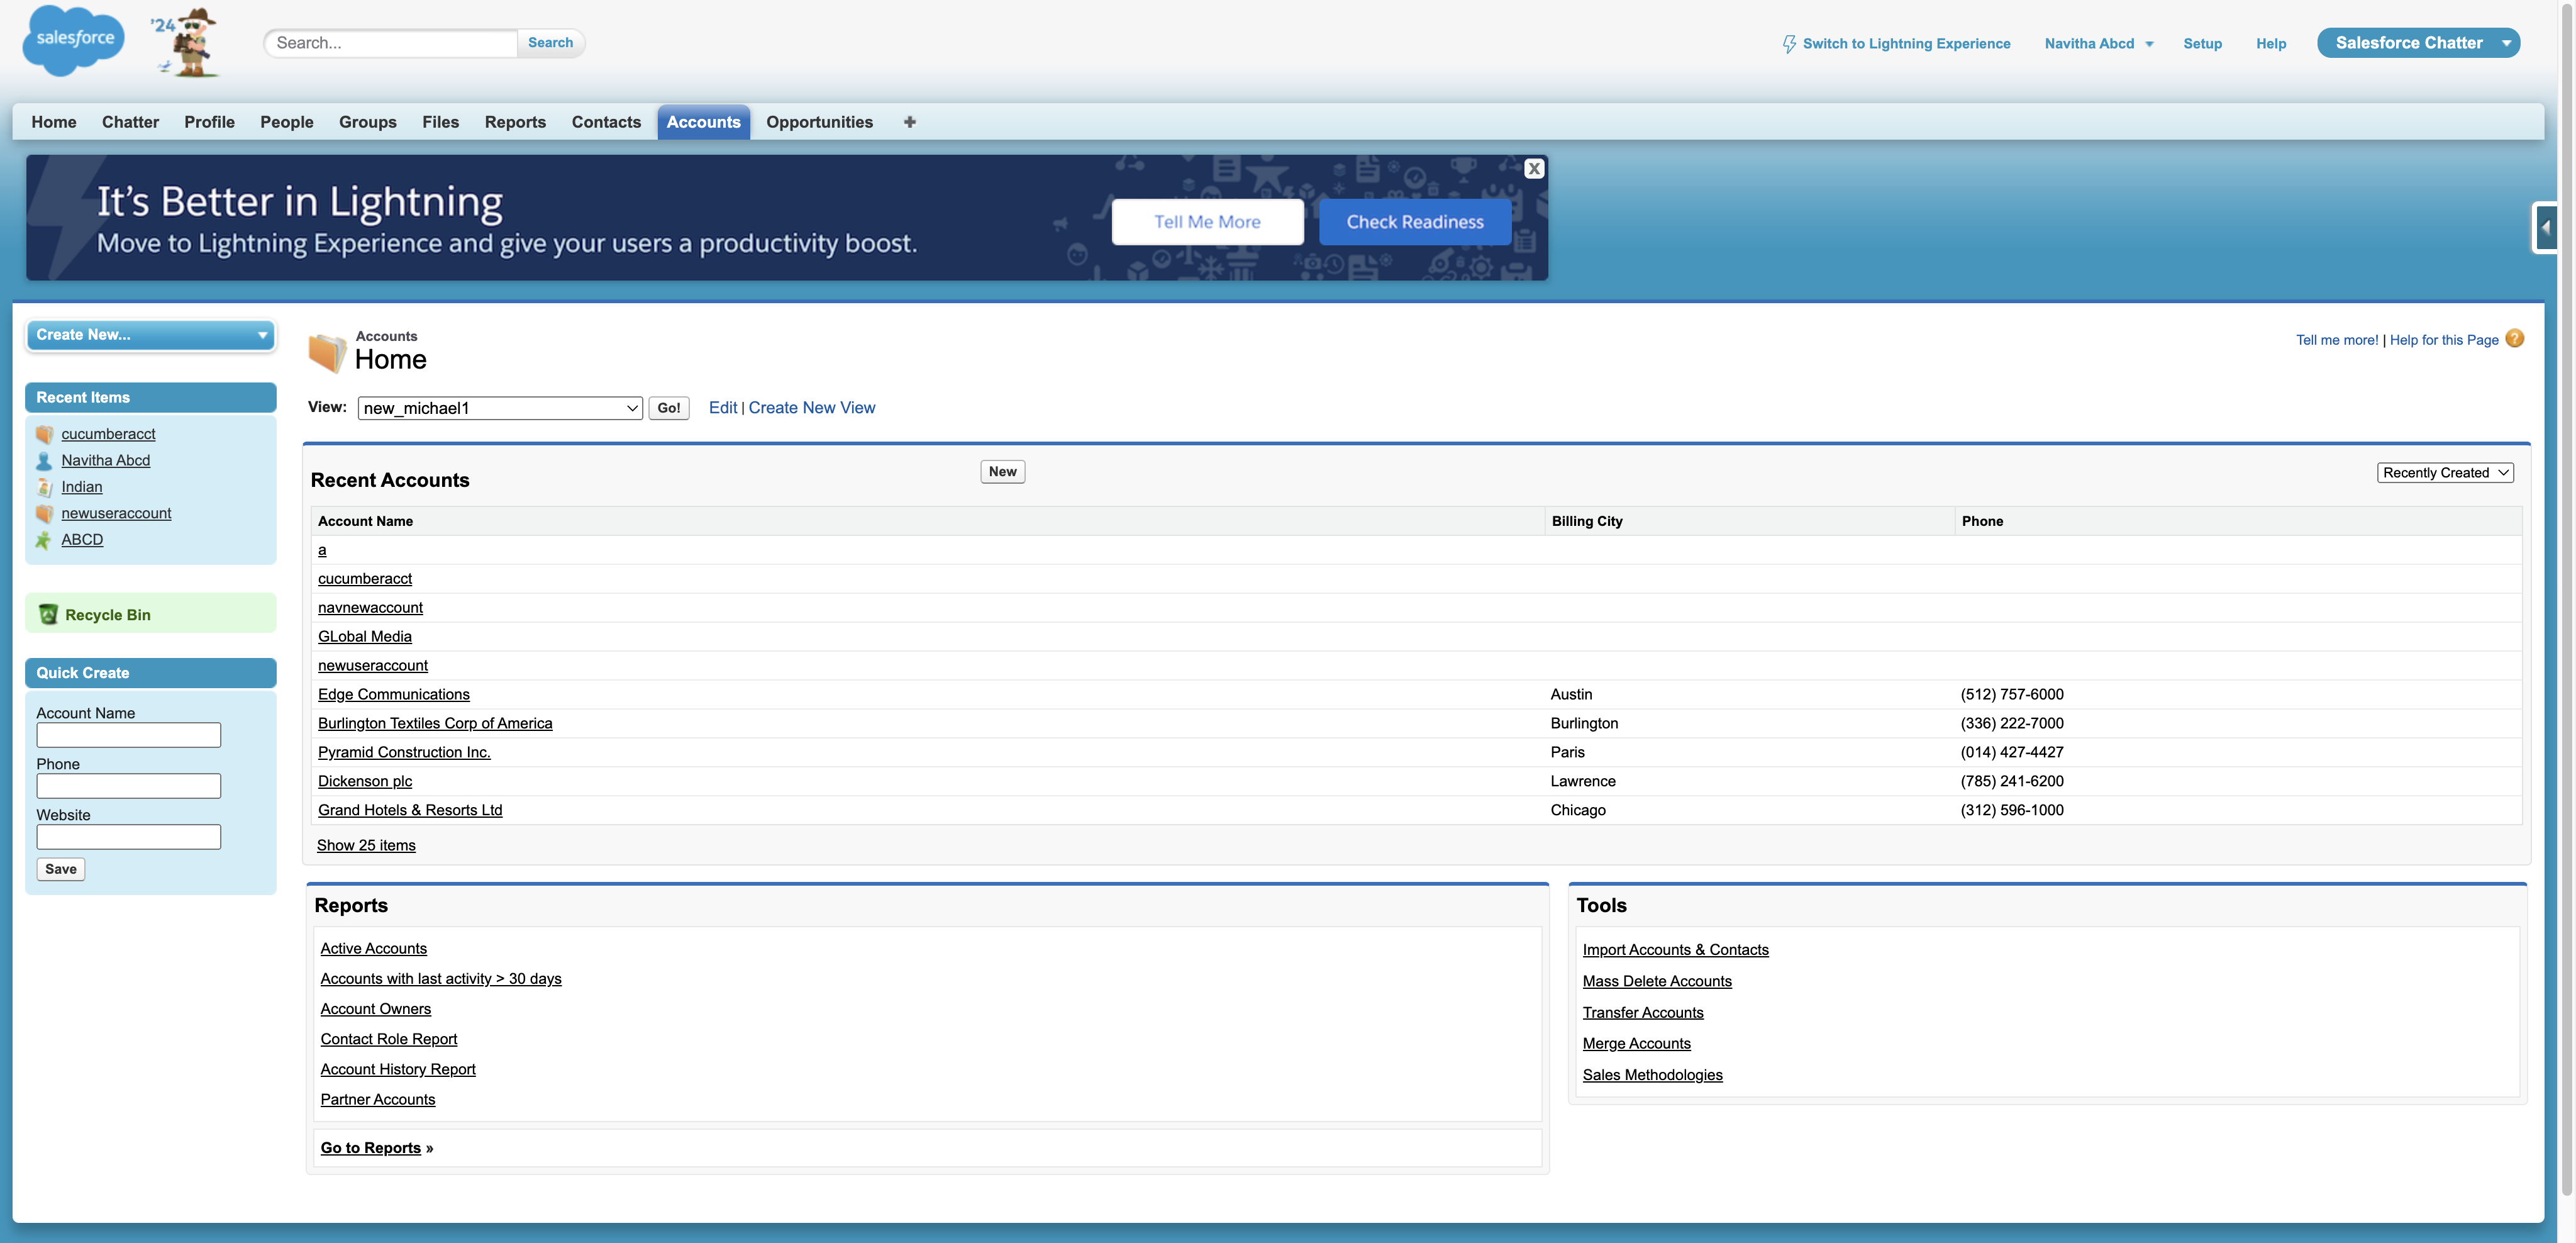 salesforce
'24
Search...
Search
Switch to Lightning Experience
Navitha Abcd
Setup
Help
Salesforce Chatter
Home
Chatter
Profile
People
Groups
Files
Reports
Contacts
Accounts
Opportunities
It's Better in Lightning
Move to Lightning Experience and give your users a productivity boost.
Tell Me More
Check Readiness
X
Create New...
Recent Items
cucumberacct
Navitha Abcd
Indian
newuseraccount
ABCD
Recycle Bin
Quick Create
Account Name
Phone
Website
Save
Accounts
Home
Tell me more! | Help for this Page ?
View: new_michael1 Go! Edit | Create New View
Recent Accounts
New
Recently Created
Account Name Billing City Phone
a
cucumberacct
navnewaccount
GLobal Media
newuseraccount
Edge Communications Austin (512) 757-6000
Burlington Textiles Corp of America Burlington (336) 222-7000
Pyramid Construction Inc. Paris (014) 427-4427
Dickenson plc Lawrence (785) 241-6200
Grand Hotels & Resorts Ltd Chicago (312) 596-1000
Show 25 items
Reports
Active Accounts
Accounts with last activity > 30 days
Account Owners
Contact Role Report
Account History Report
Partner Accounts
Go to Reports »
Tools
Import Accounts & Contacts
Mass Delete Accounts
Transfer Accounts
Merge Accounts
Sales Methodologies